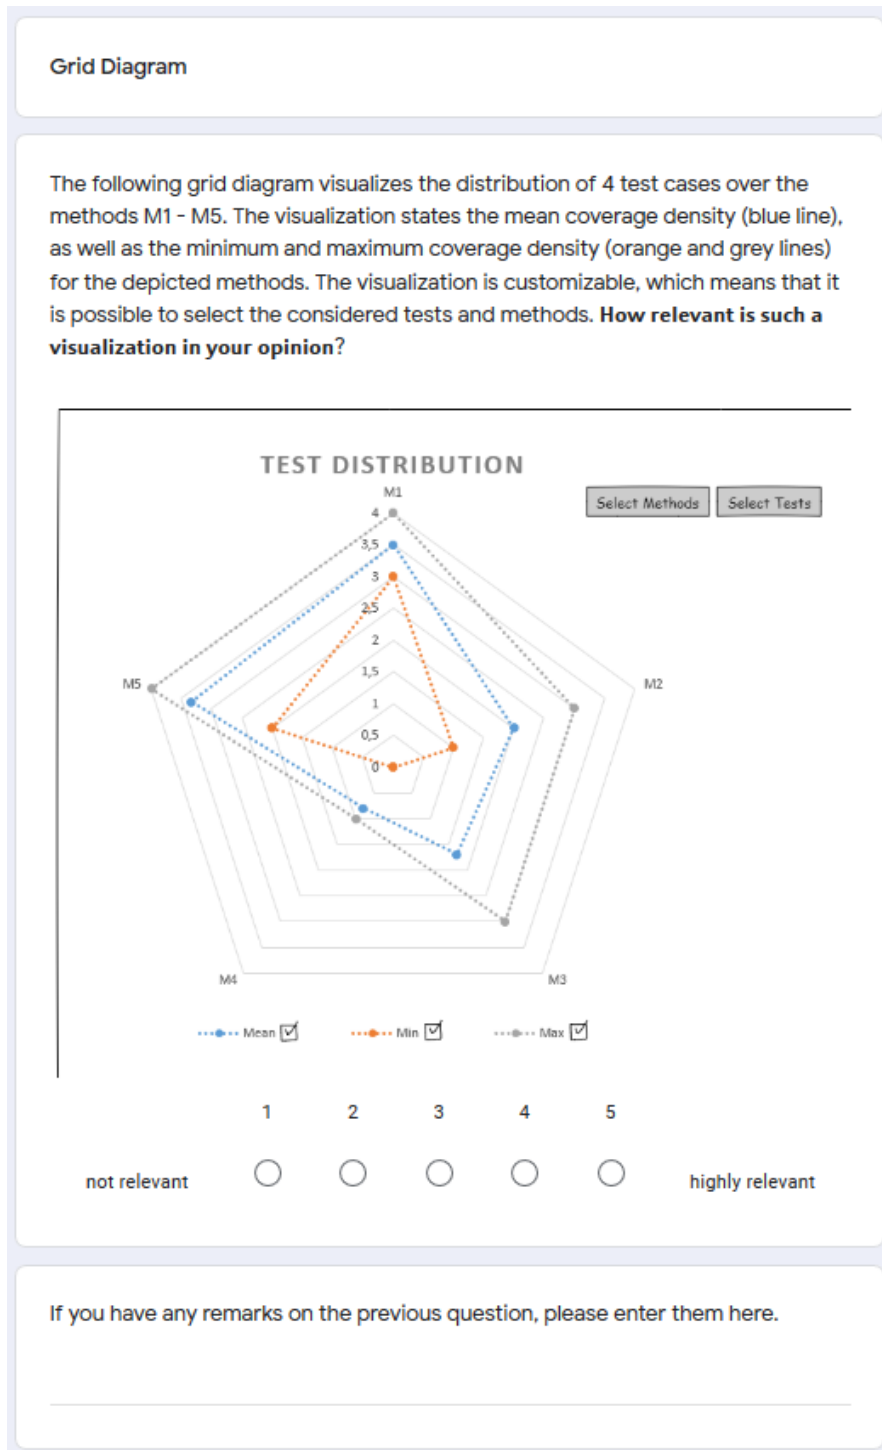 Grid Diagram
The following grid diagram visualizes the distribution of 4 test cases over the
methods M1 - M5. The visualization states the mean coverage density (blue line),
as well as the minimum and maximum coverage density (orange and grey lines)
for the depicted methods. The visualization is customizable, which means that it
is possible to select the considered tests and methods. How relevant is such a
visualization in your opinion?
TEST DISTRIBUTION
Select Methods Select Tests
M1
4
3,5
3
2,5
2
1,5
1
0,5
0
M5 M2
M4 M3
Mean Min Max
1 2 3 4 5
not relevant highly relevant
If you have any remarks on the previous question, please enter them here.